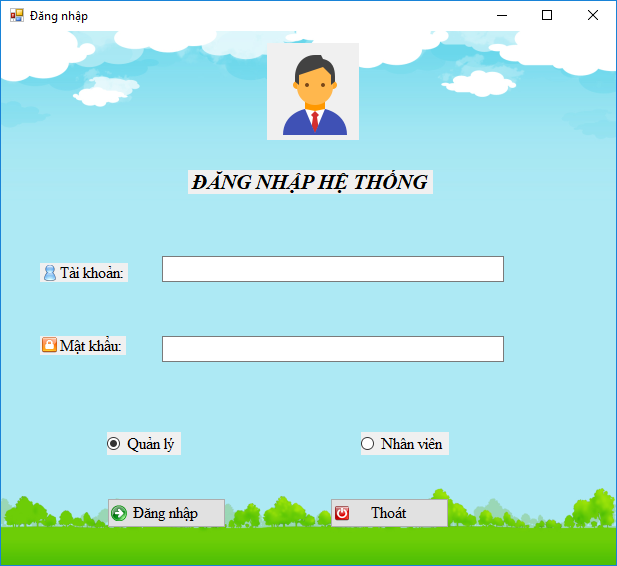 Đăng nhập
ĐĂNG NHẬP HỆ THỐNG
Tài khoản:
Mật khẩu:
Quản lý Nhân viên
Đăng nhập Thoát